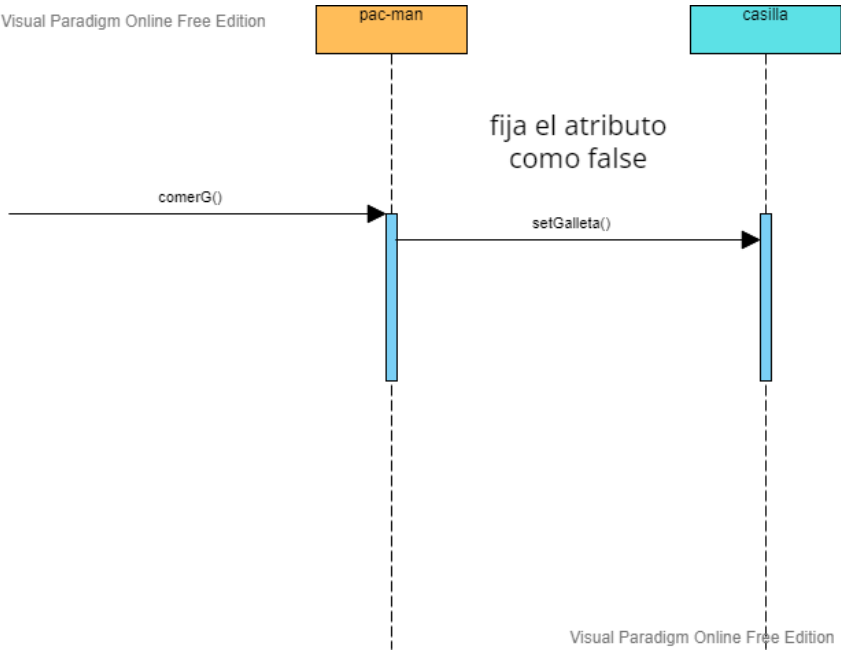 Visual Paradigm Online Free Edition
pac-man
casilla
fija el atributo
como false
comerG()
setGalleta()
Visual Paradigm Online Free Edition